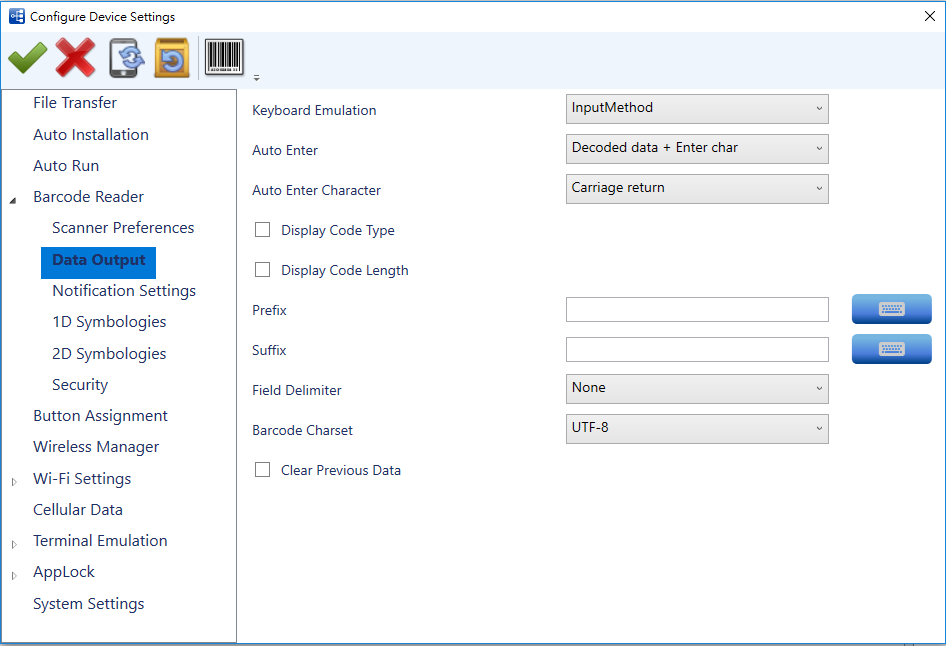 Configure Device Settings
File Transfer
Auto Installation
Auto Run
Barcode Reader
Scanner Preferences
Data Output
Notification Settings
1D Symbologies
2D Symbologies
Security
Button Assignment
Wireless Manager
Wi-Fi Settings
Cellular Data
Terminal Emulation
AppLock
System Settings
Keyboard Emulation InputMethod
Auto Enter Decoded data + Enter char
Auto Enter Character Carriage return
Display Code Type
Display Code Length
Prefix
Suffix
Field Delimiter None
Barcode Charset UTF-8
Clear Previous Data